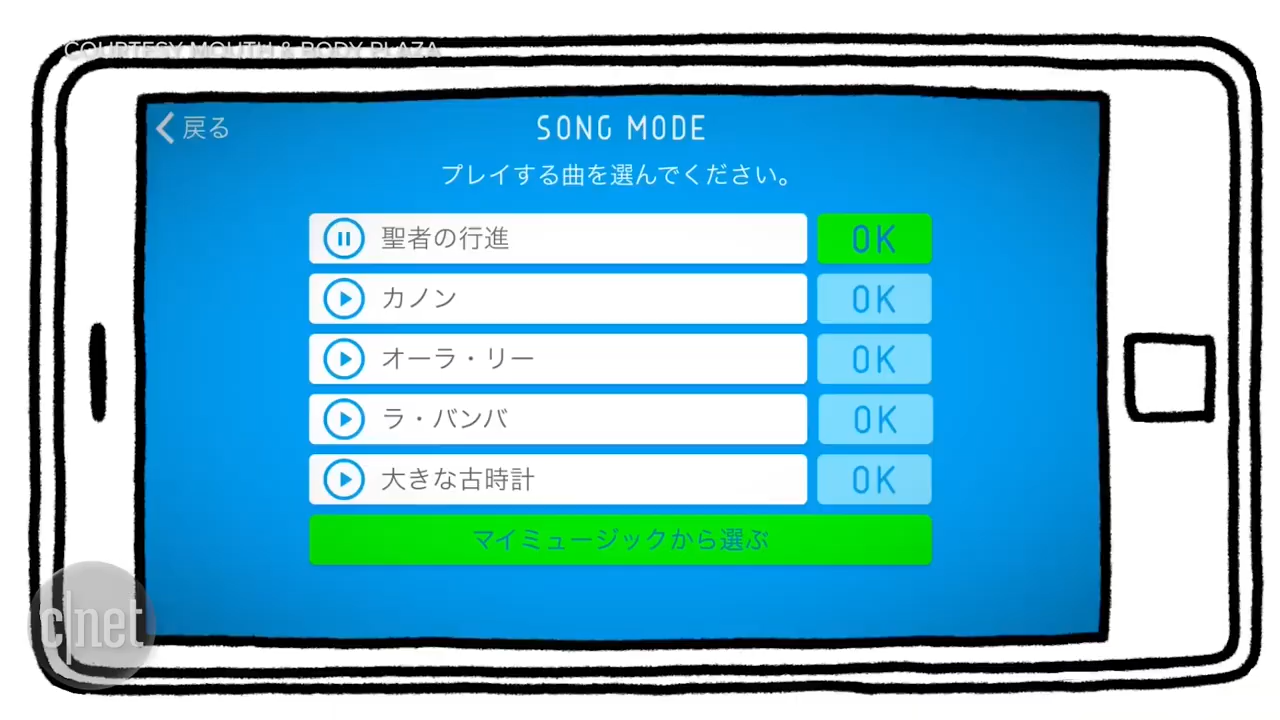 COURTESY MOUTH & BODY PLAZA
戻る
SONG MODE
プレイする曲を選んでください。
聖者の行進 OK
カノン OK
オーラ・リー OK
ラ・バンバ OK
大きな古時計 OK
マイミュージックから選ぶ
c|net